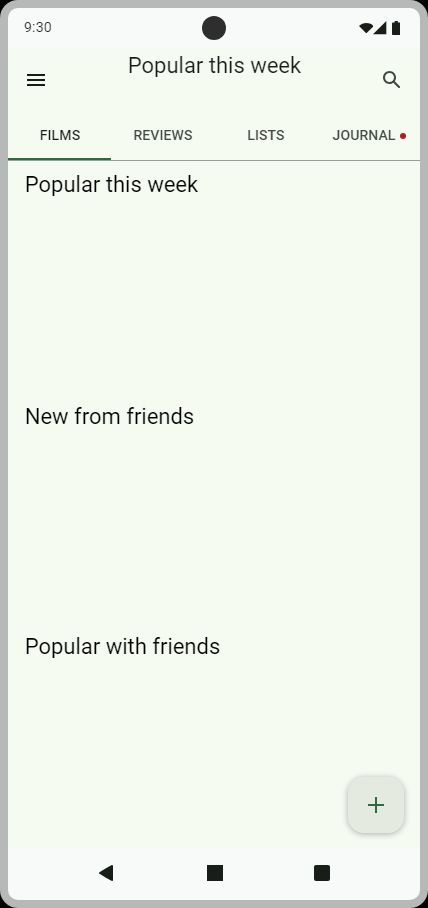 9:30
Popular this week
FILMS
REVIEWS
LISTS
JOURNAL
Popular this week
New from friends
Popular with friends